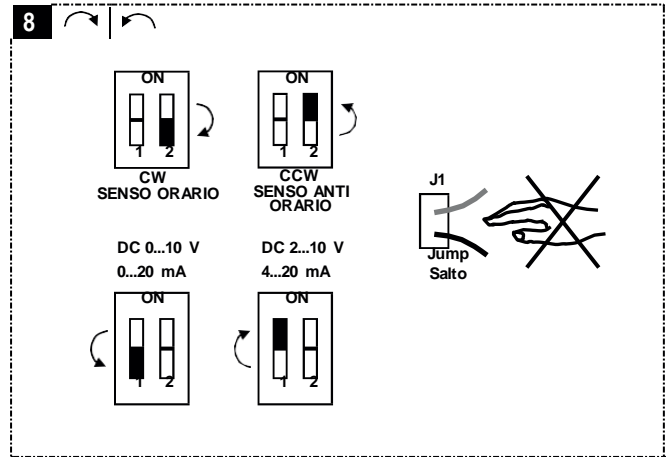 8
ON
1 2
CW
SENSO ORARIO
ON
1 2
CCW
SENSO ANTI
ORARIO
J1
Jump
Salto
DC 0...10 V
0...20 mA
ON
1 2
DC 2...10 V
4...20 mA
ON
1 2